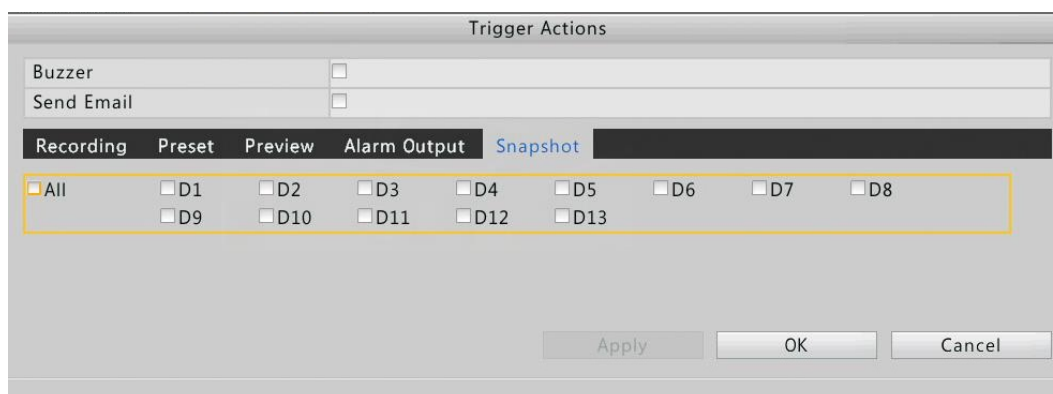 Trigger Actions
Buzzer
Send Email
Recording Preset Preview Alarm Output Snapshot
All D1 D2 D3 D4 D5 D6 D7 D8
D9 D10 D11 D12 D13
Apply OK Cancel